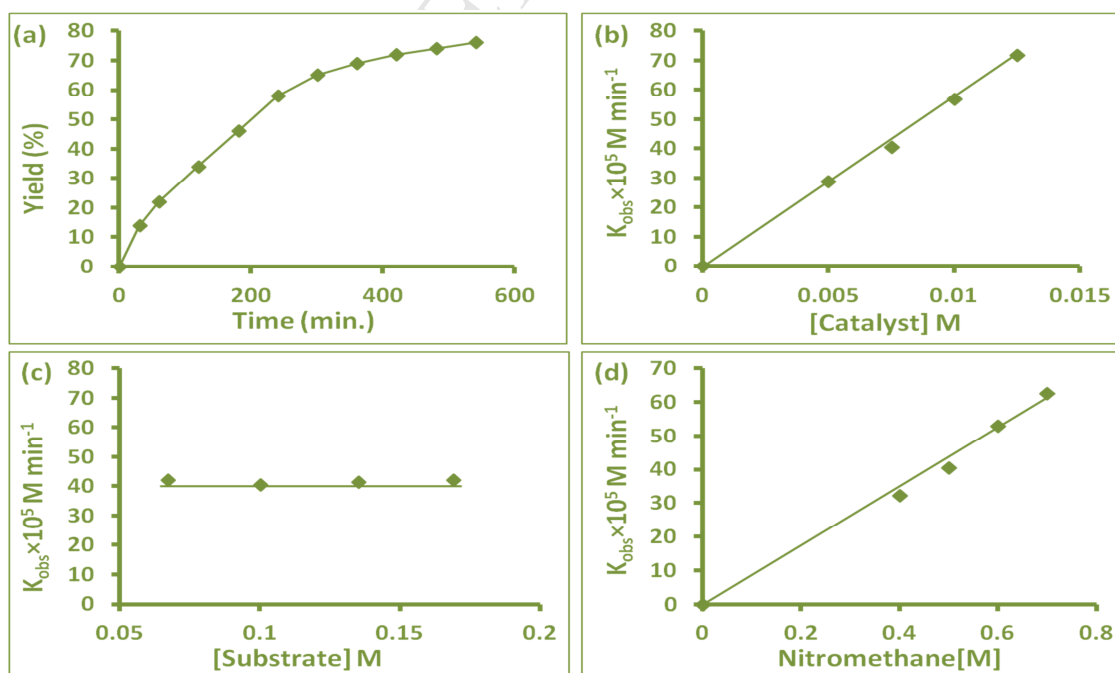 (a)
80
70
60
50
40
30
20
10
0
Yield (%)
0 200 400 600
Time (min.)
(b)
80
70
60
50
40
30
20
10
0
K_obs×10⁵ M min⁻¹
0 0.005 0.01 0.015
[Catalyst] M
(c)
80
70
60
50
40
30
20
10
0
K_obs×10⁵ M min⁻¹
0.05 0.1 0.15 0.2
[Substrate] M
(d)
70
60
50
40
30
20
10
0
K_obs×10⁵ M min⁻¹
0 0.2 0.4 0.6 0.8
Nitromethane[M]